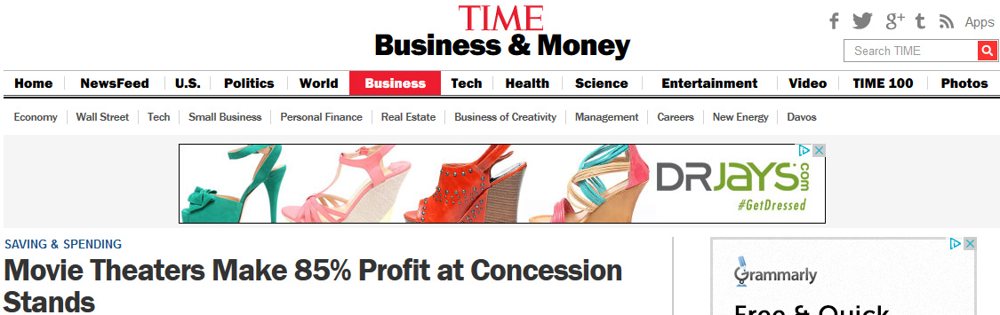 TIME
Business & Money
g+ t Apps
Search TIME
Home NewsFeed U.S. Politics World Business Tech Health Science Entertainment Video TIME 100 Photos
Economy Wall Street Tech Small Business Personal Finance Real Estate Business of Creativity Management Careers New Energy Davos
DRJAYS.com
#GetDressed
SAVING & SPENDING
Movie Theaters Make 85% Profit at Concession
Stands
Grammarly
Free & Quick